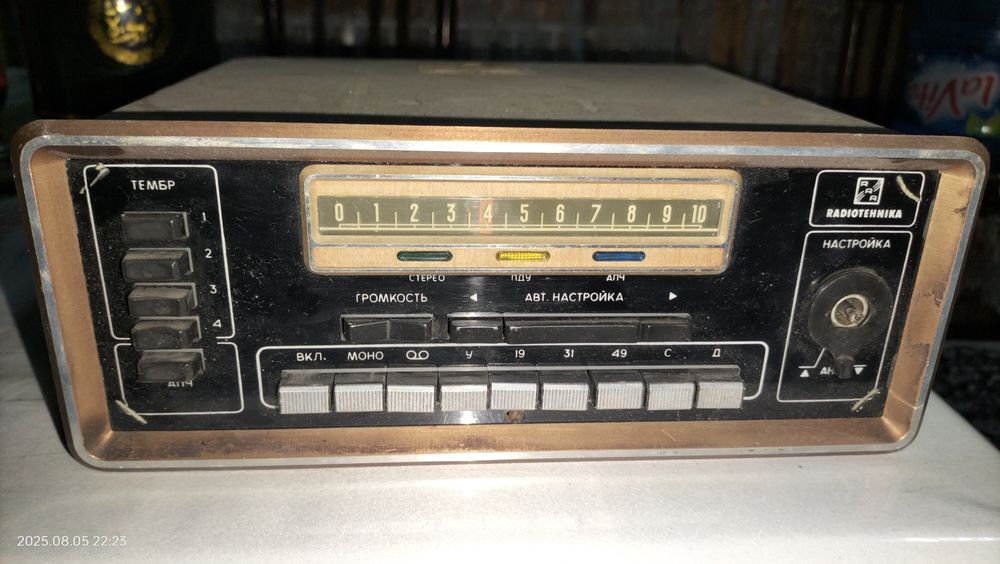 ТЕМБР
1
2
3
4
АПЧ
0 1 2 3 4 5 6 7 8 9 10
СТЕРЕО ПДУ АПЧ
ГРОМКОСТЬ ◄ АВТ. НАСТРОЙКА ►
ВКЛ. МОНО У 19 31 49 С Д
RADIOTEHNIKA
НАСТРОЙКА
▲ ▼
laVita
2025.08.05 22:23